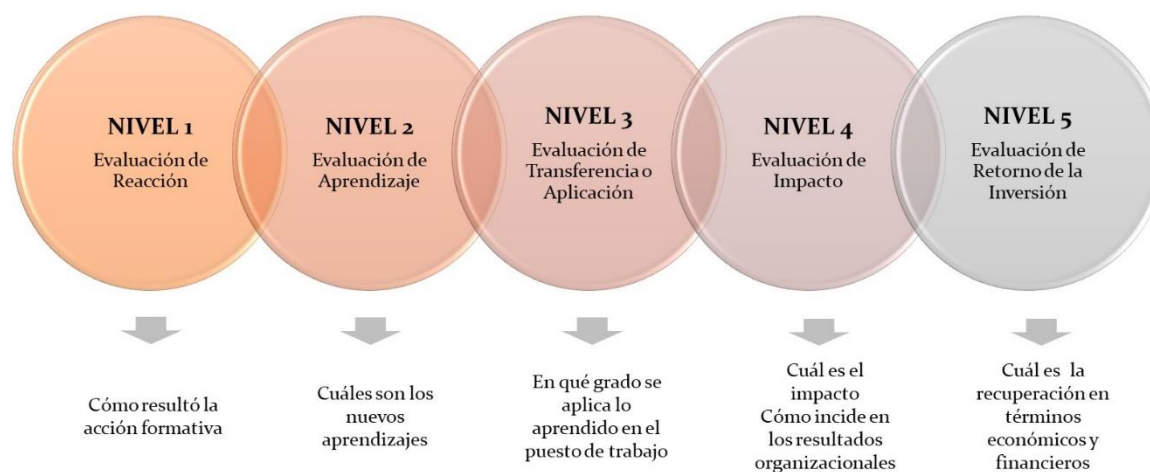 NIVEL 1
Evaluación de
Reacción
NIVEL 2
Evaluación de
Aprendizaje
NIVEL 3
Evaluación de
Transferencia o
Aplicación
NIVEL 4
Evaluación de
Impacto
NIVEL 5
Evaluación de
Retorno de la
Inversión
Cómo resultó la
acción formativa
Cuáles son los
nuevos
aprendizajes
En qué grado se
aplica lo
aprendido en el
puesto de trabajo
Cuál es el
impacto
Cómo incide en
los resultados
organizacionales
Cuál es la
recuperación en
términos
económicos y
financieros